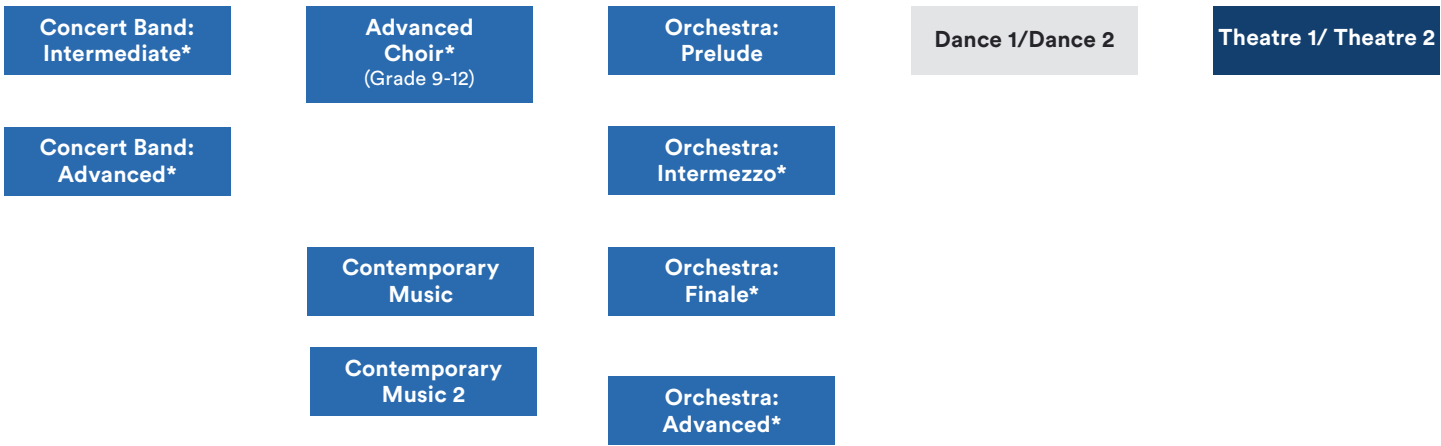 Concert Band:
Intermediate*
Advanced
Choir*
(Grade 9-12)
Orchestra:
Prelude
Dance 1/Dance 2
Theatre 1/ Theatre 2
Concert Band:
Advanced*
Orchestra:
Intermezzo*
Contemporary
Music
Orchestra:
Finale*
Contemporary
Music 2
Orchestra:
Advanced*